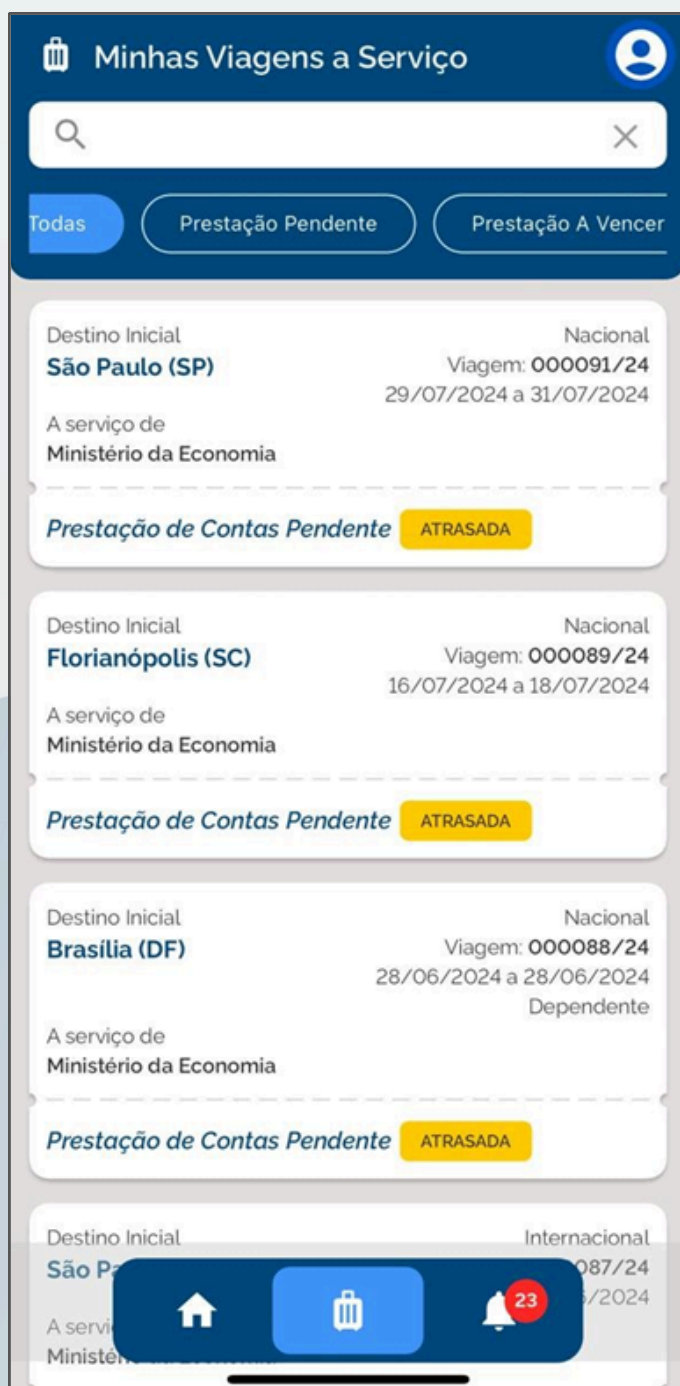 Minhas Viagens a Serviço
Todas Prestação Pendente Prestação A Vencer
Destino Inicial Nacional
São Paulo (SP) Viagem: 000091/24
29/07/2024 a 31/07/2024
A serviço de
Ministério da Economia
Prestação de Contas Pendente ATRASADA
Destino Inicial Nacional
Florianópolis (SC) Viagem: 000089/24
16/07/2024 a 18/07/2024
A serviço de
Ministério da Economia
Prestação de Contas Pendente ATRASADA
Destino Inicial Nacional
Brasília (DF) Viagem: 000088/24
28/06/2024 a 28/06/2024
Dependente
A serviço de
Ministério da Economia
Prestação de Contas Pendente ATRASADA
Destino Inicial Internacional
São 087/24
/2024
A
23